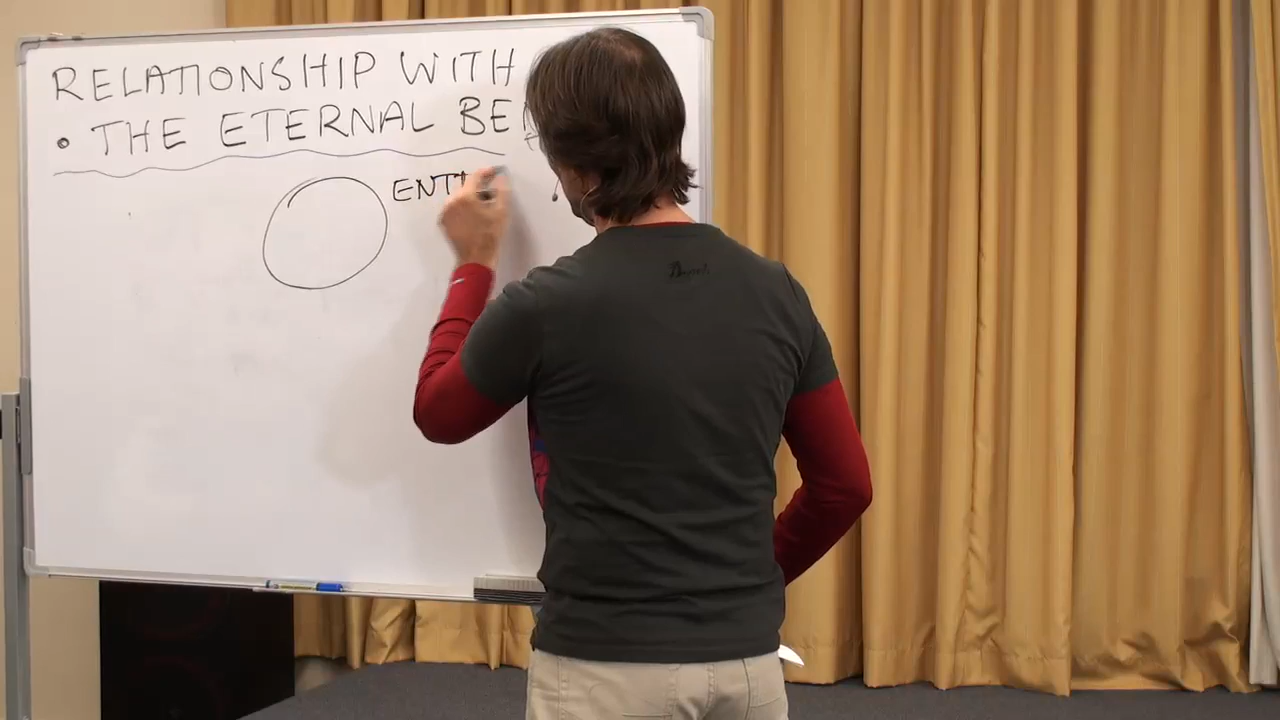 RELATIONSHIP WITH
• THE ETERNAL BE
ENT